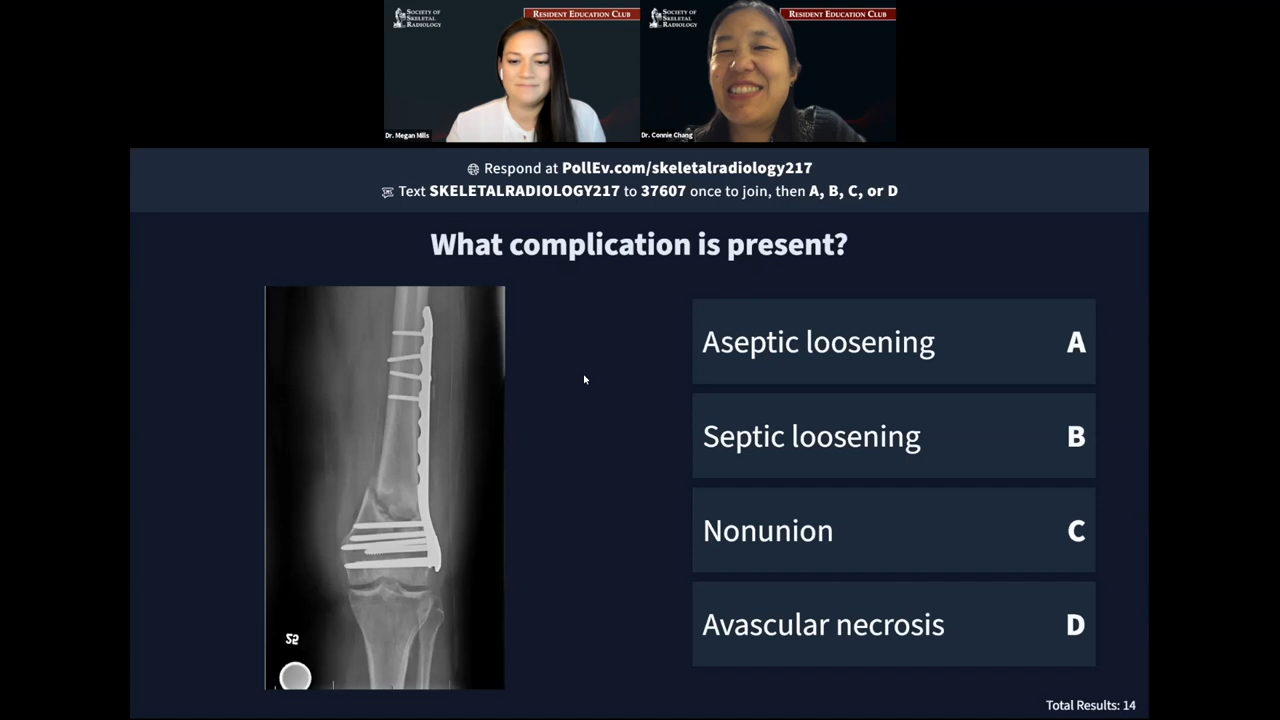 SOCIETY OF
SKELETAL
RADIOLOGY
RESIDENT EDUCATION CLUB
Dr. Megan Mills
SOCIETY OF
SKELETAL
RADIOLOGY
RESIDENT EDUCATION CLUB
Dr. Connie Chang
Respond at PollEv.com/skeletalradiology217
SMS
Text SKELETALRADIOLOGY217 to 37607 once to join, then A, B, C, or D
What complication is present?
Aseptic loosening A
Septic loosening B
Nonunion C
Avascular necrosis D
Total Results: 14